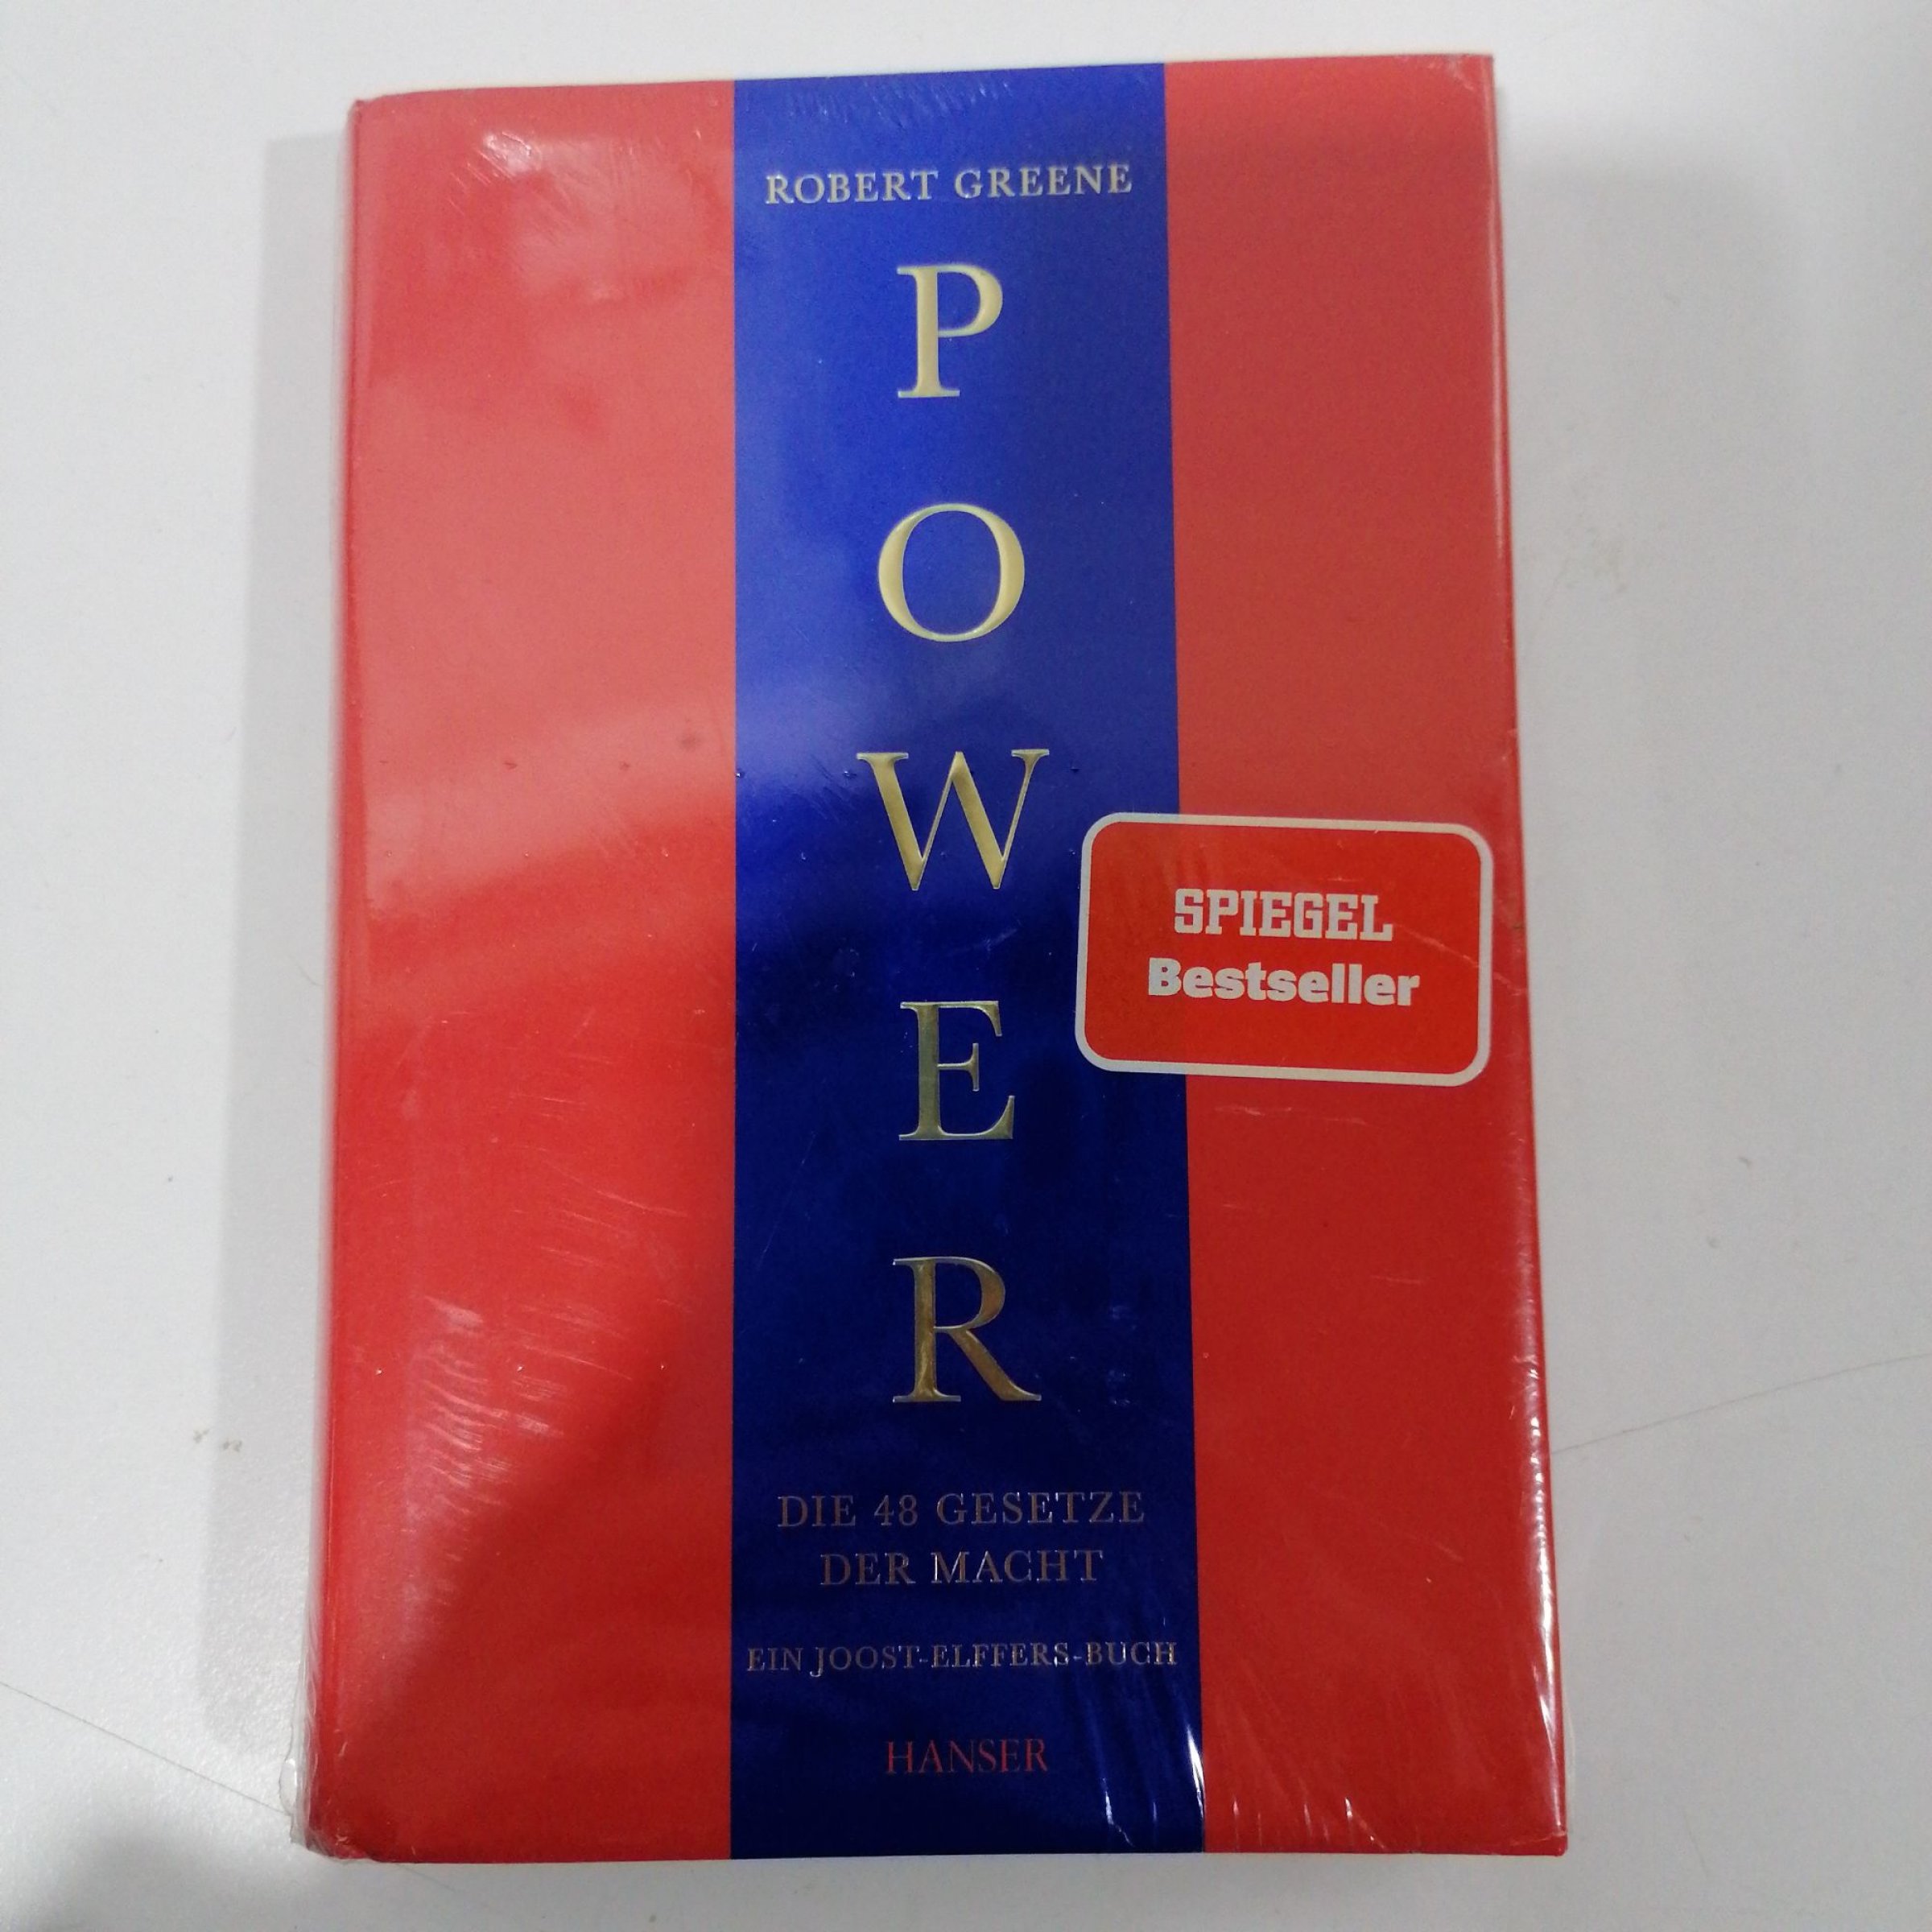 ROBERT GREENE
P
O
W
E
R
SPIEGEL
Bestseller
DIE 48 GESETZE
DER MACHT
EIN JOOST-ELFFERS-BUCH
HANSER